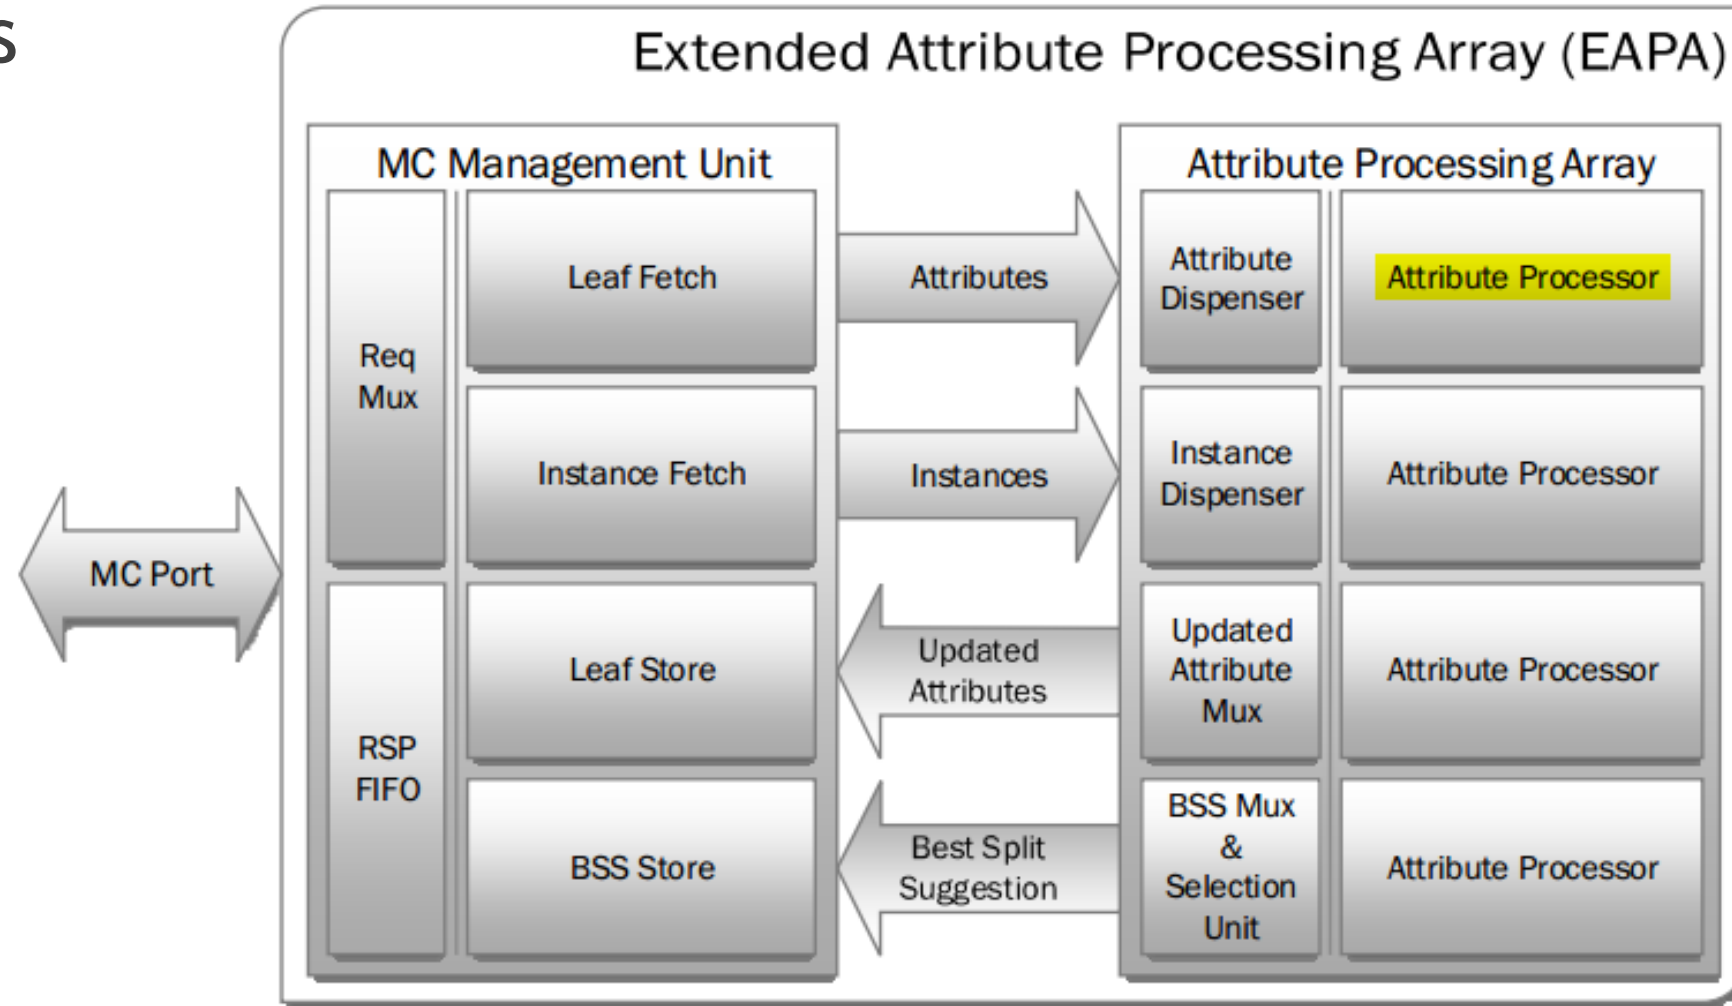 s
Extended Attribute Processing Array (EAPA)
MC Management Unit
Req
Mux
Leaf Fetch
Instance Fetch
MC Port
RSP
FIFO
Leaf Store
BSS Store
Attributes
Instances
Updated
Attributes
Best Split
Suggestion
Attribute Processing Array
Attribute
Dispenser
Attribute Processor
Instance
Dispenser
Attribute Processor
Updated
Attribute
Mux
Attribute Processor
BSS Mux
&
Selection
Unit
Attribute Processor